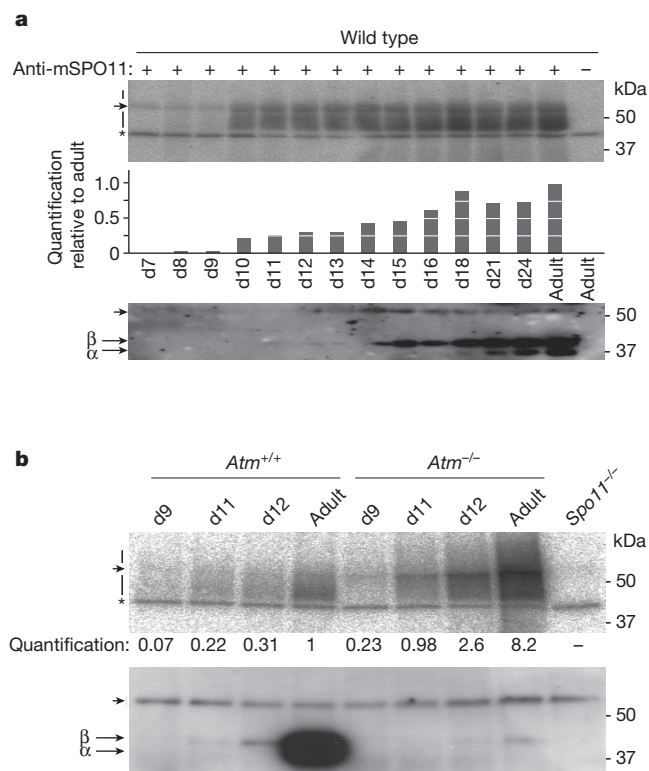 a
Wild type
Anti-mSPO11: + + + + + + + + + + + + + + –
kDa
50
*
37
Quantification relative to adult
1.0
0.5
0
d7 d8 d9 d10 d11 d12 d13 d14 d15 d16 d18 d21 d24 Adult Adult
50
β
α
37
b
Atm+/+ Atm–/–
d9 d11 d12 Adult d9 d11 d12 Adult Spo11–/–
kDa
50
*
37
Quantification: 0.07 0.22 0.31 1 0.23 0.98 2.6 8.2 –
50
β
α
37